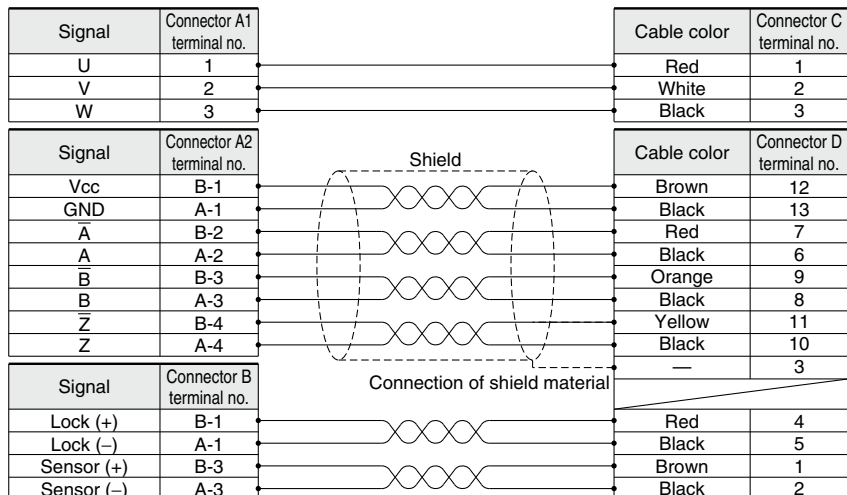 Signal Connector A1 terminal no. Cable color Connector C terminal no.
U 1 Red 1
V 2 White 2
W 3 Black 3
Signal Connector A2 terminal no. Shield Cable color Connector D terminal no.
Vcc B-1 Brown 12
GND A-1 Black 13
A̅ B-2 Red 7
A A-2 Black 6
B̅ B-3 Orange 9
B A-3 Black 8
Z̅ B-4 Yellow 11
Z A-4 Black 10
— 3
Signal Connector B terminal no. Connection of shield material
Lock (+) B-1 Red 4
Lock (−) A-1 Black 5
Sensor (+) B-3 Brown 1
Sensor (−) A-3 Black 2